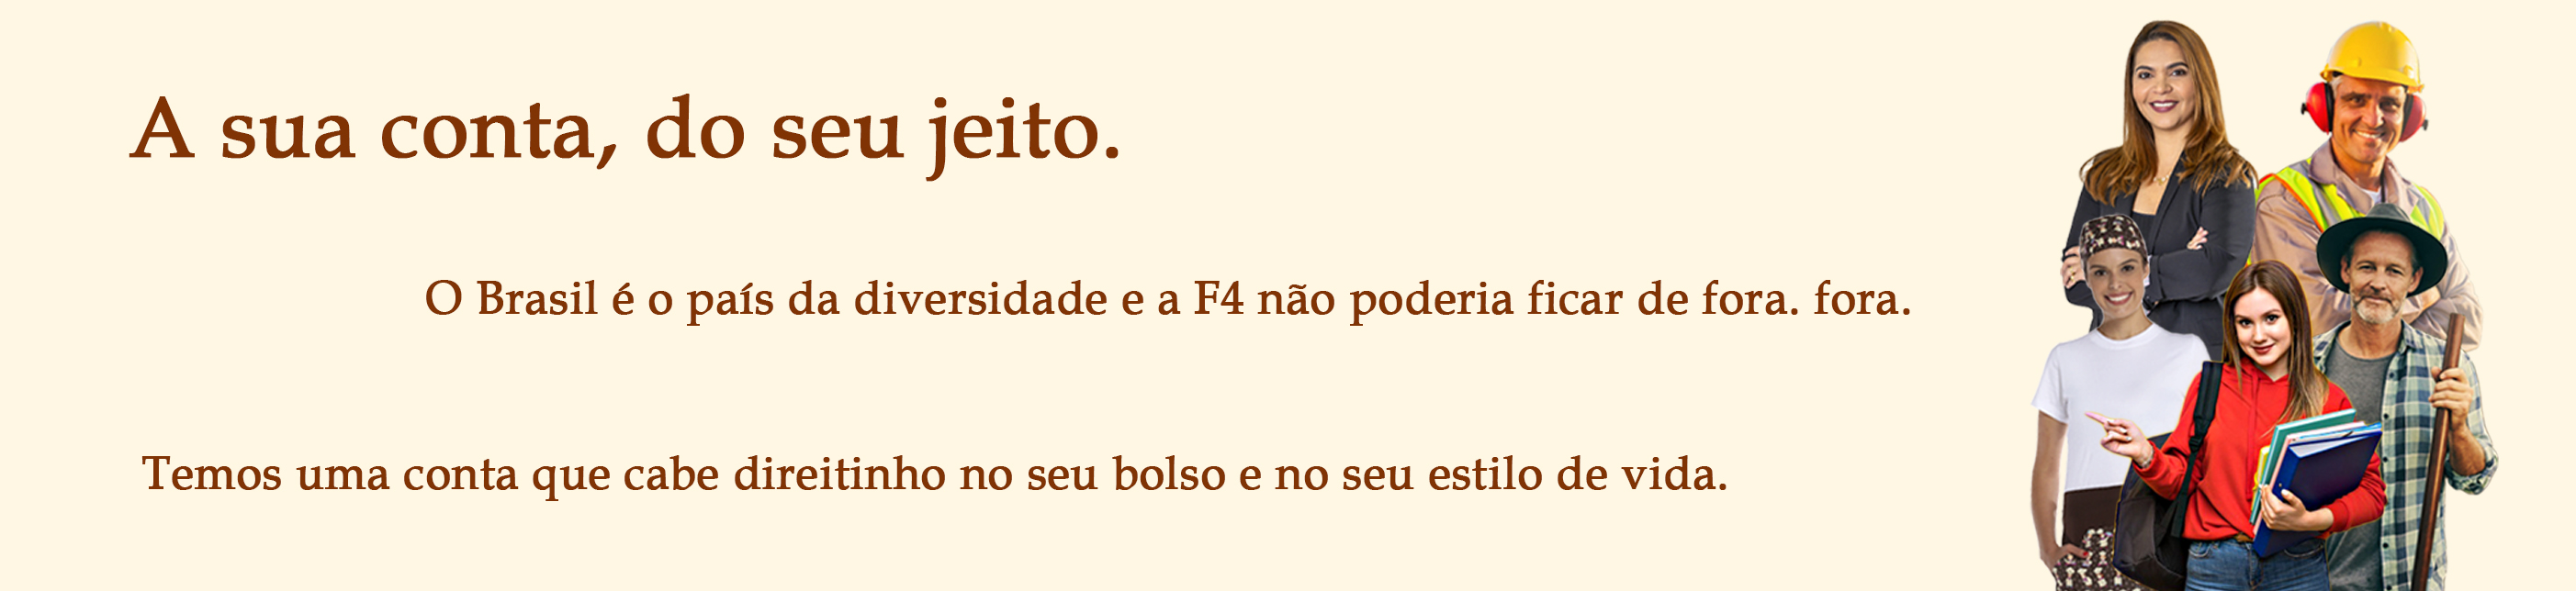 A sua conta, do seu jeito.
O Brasil é o país da diversidade e a F4 não poderia ficar de fora. fora.
Temos uma conta que cabe direitinho no seu bolso e no seu estilo de vida.